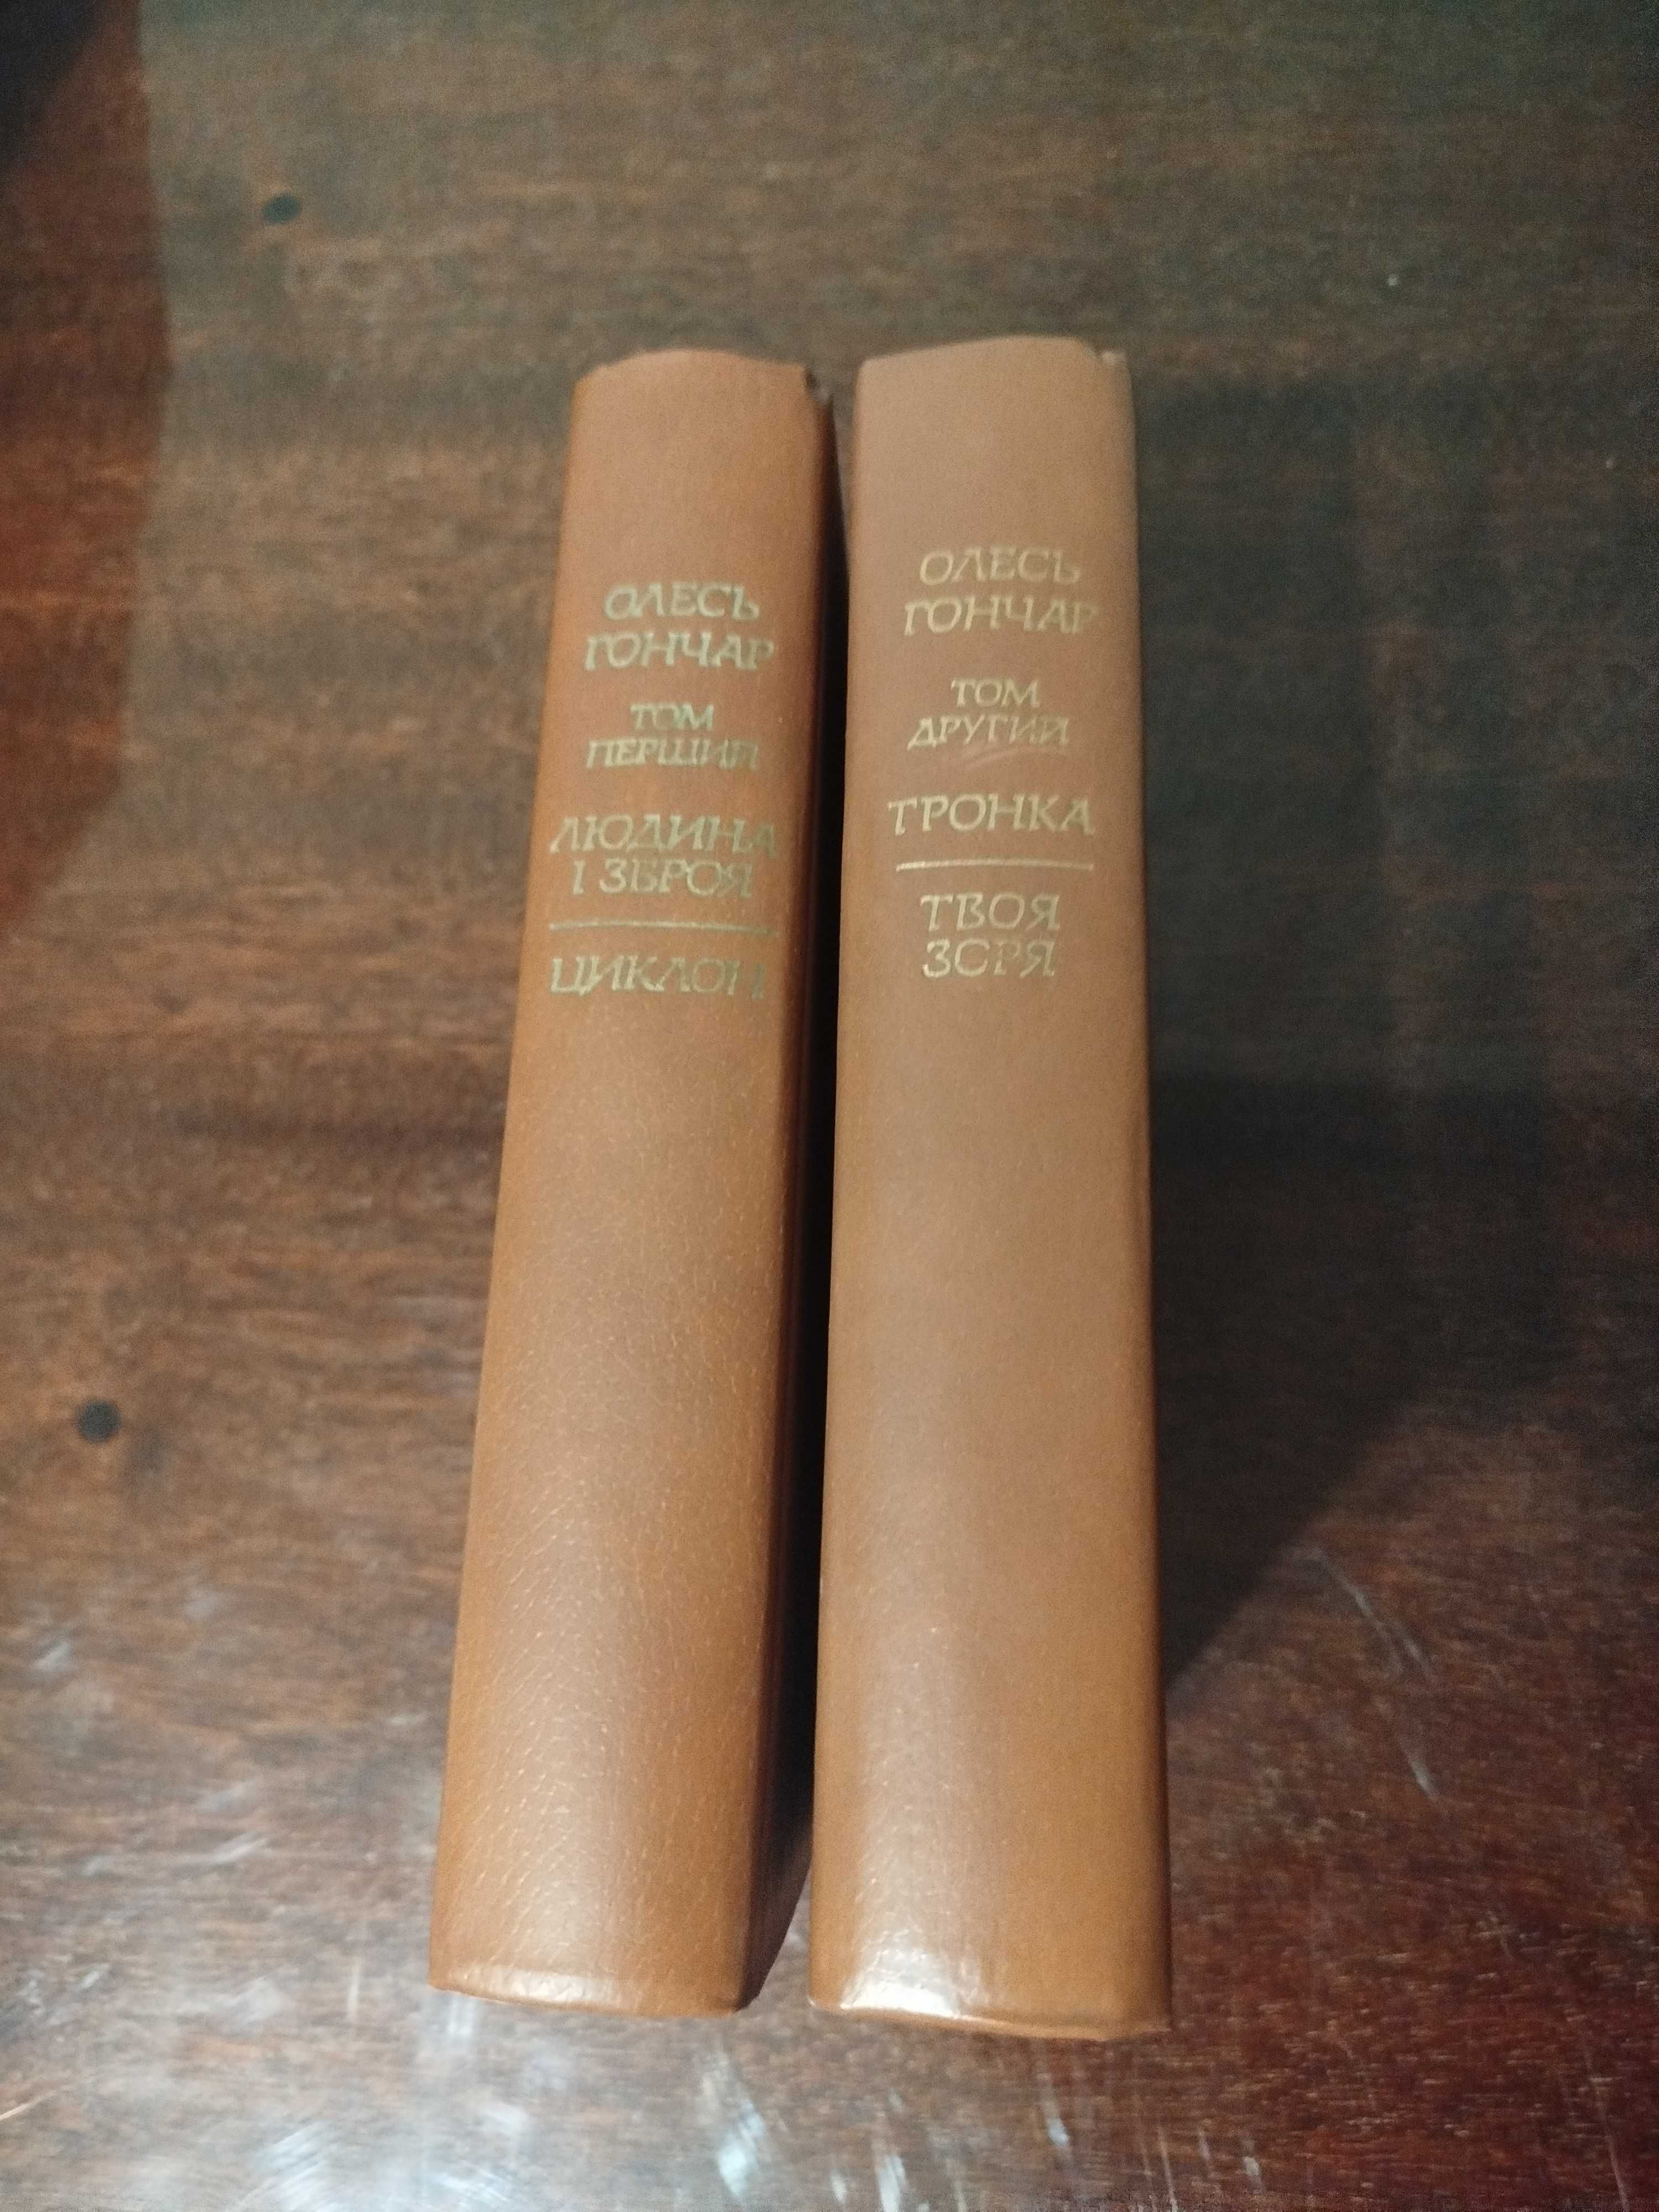 ОЛЕСЬ
ГОНЧАР
ТОМ
ПЕРШИЙ
ЛЮДИНА
І ЗБРОЯ
ЦИКЛОН
ОЛЕСЬ
ГОНЧАР
ТОМ
ДРУГИЙ
ТРОНКА
ТВОЯ
ЗОРЯ